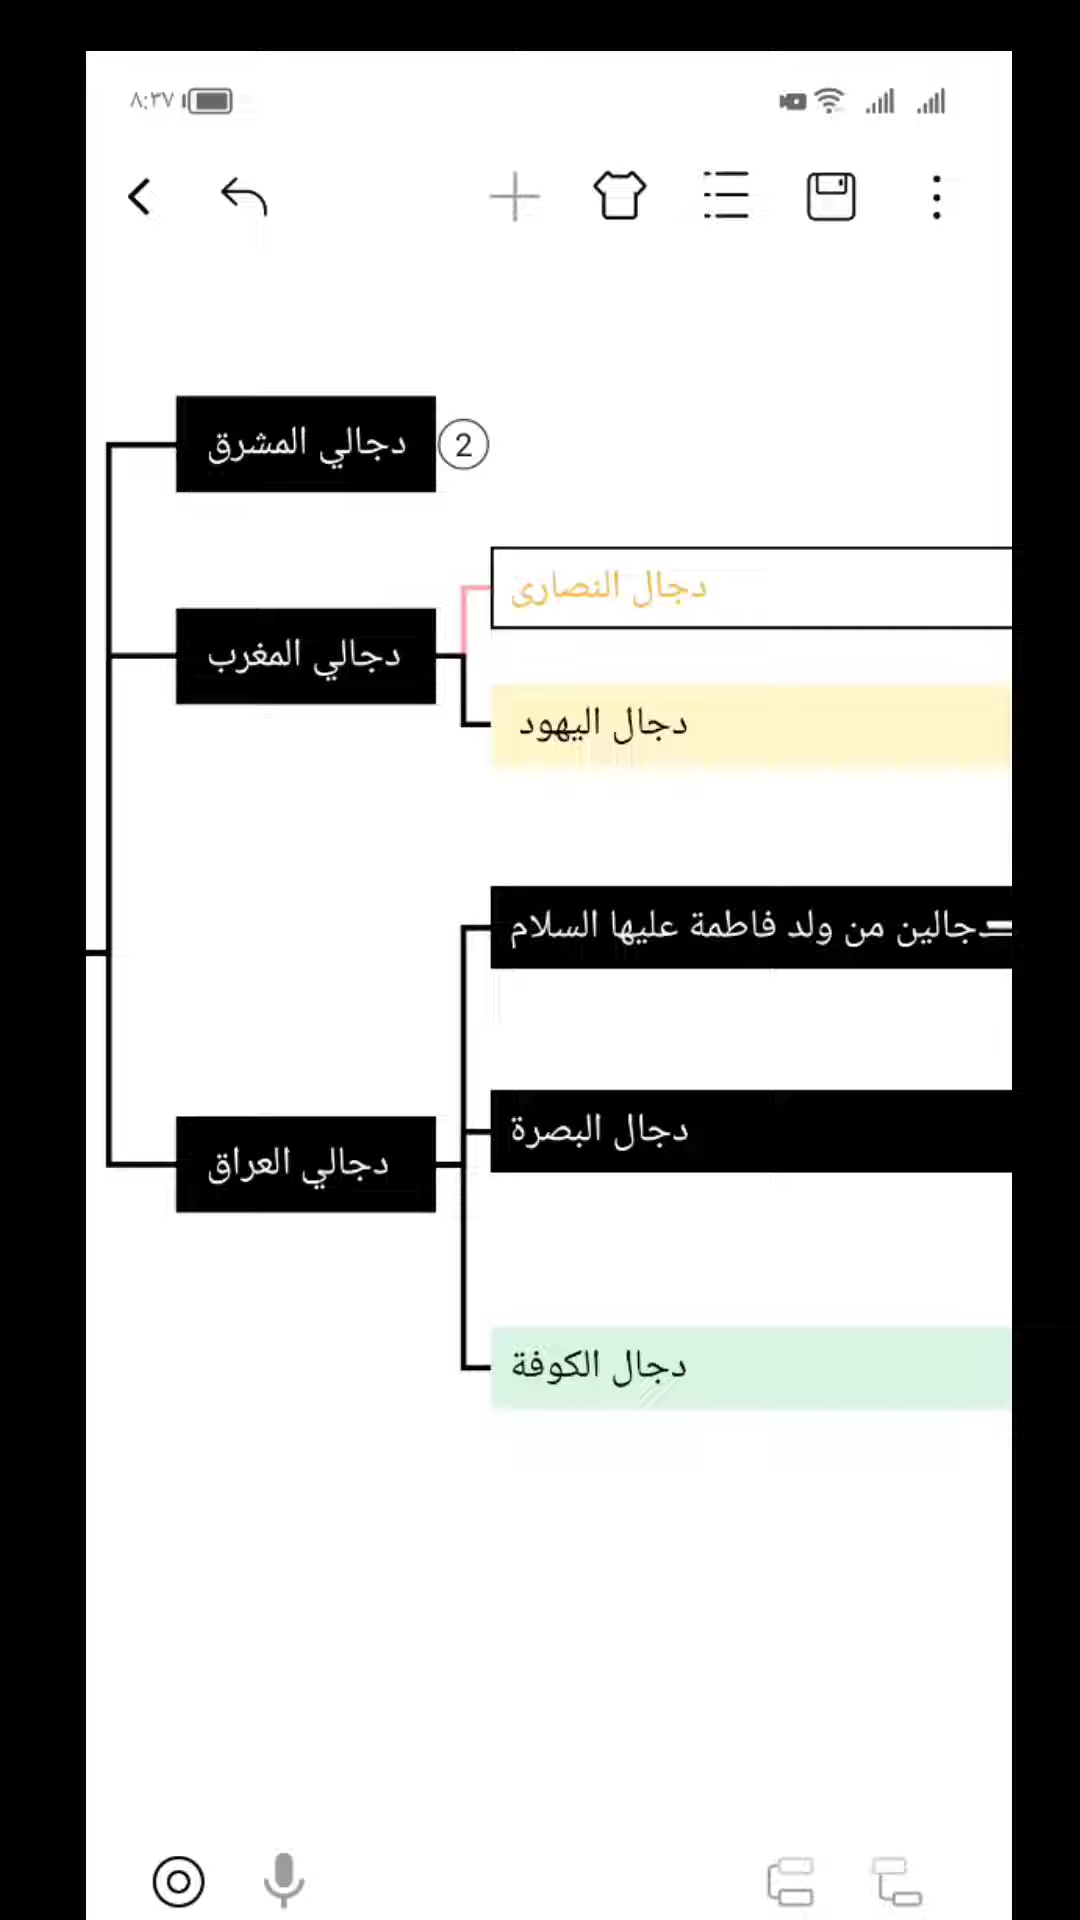 ٨:٣٧
دجالي المشرق
2
دجالي المغرب
دجال النصارى
دجال اليهود
دجالي العراق
دجالين من ولد فاطمة عليها السلام
دجال البصرة
دجال الكوفة